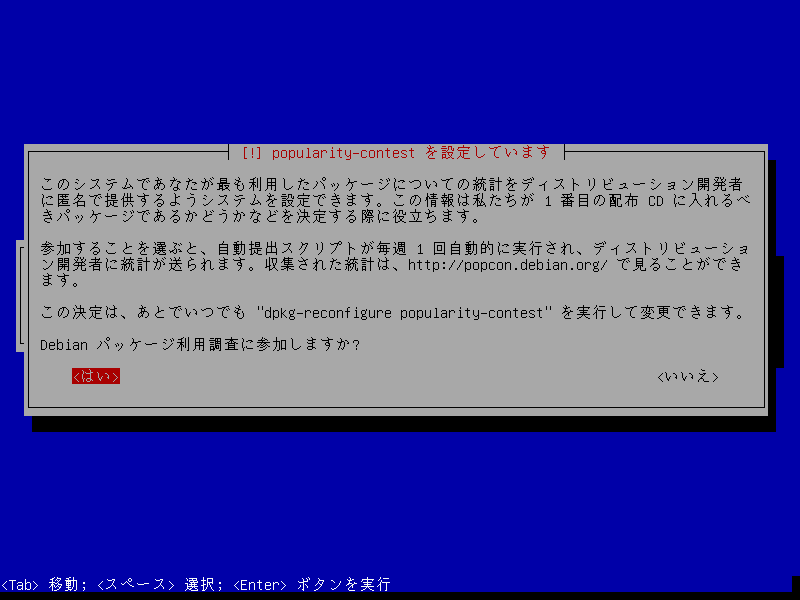 [!] popularity-contest を設定しています
このシステムであなたが最も利用したパッケージについての統計をディストリビューション開発者
に匿名で提供するようシステムを設定できます。この情報は私たちが 1 番目の配布 CD に入れるべ
きパッケージであるかどうかなどを決定する際に役立ちます。
参加することを選ぶと、自動提出スクリプトが毎週 1 回自動的に実行され、ディストリビューショ
ン開発者に統計が送られます。収集された統計は、http://popcon.debian.org/ で見ることができ
ます。
この決定は、あとでいつでも "dpkg-reconfigure popularity-contest" を実行して変更できます。
Debian パッケージ利用調査に参加しますか?
<はい> <いいえ>
<Tab> 移動; <スペース> 選択; <Enter> ボタンを実行